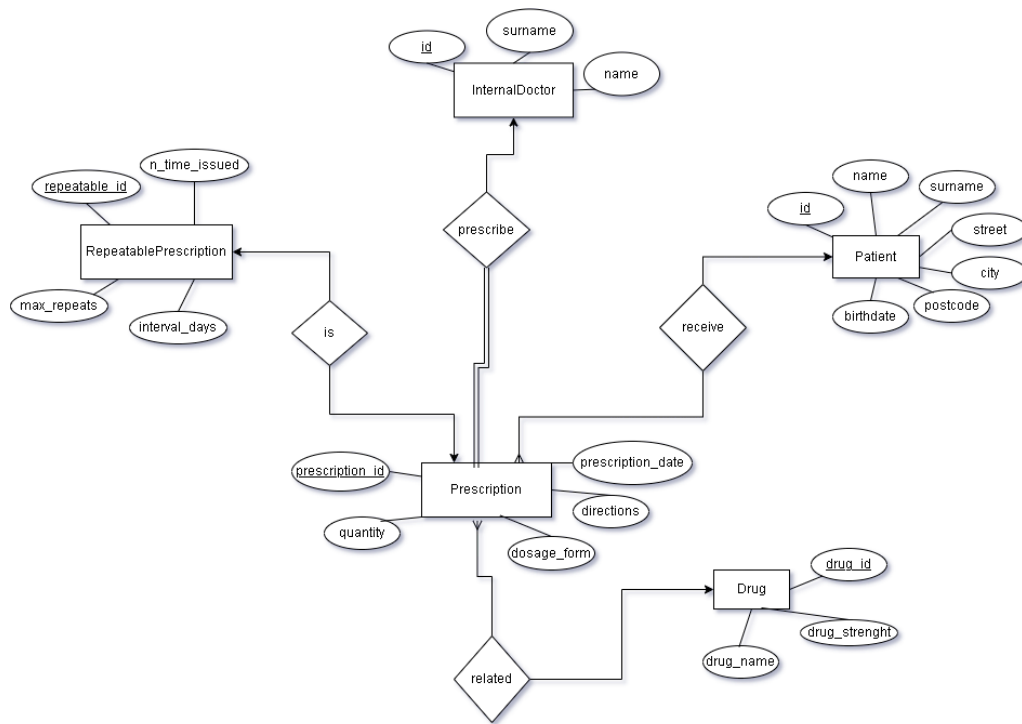 surname
id
name
InternalDoctor
n_time_issued
repeatable_id
RepeatablePrescription
max_repeats
interval_days
prescribe
name
surname
id
street
Patient
city
postcode
birthdate
is
receive
prescription_date
prescription_id
Prescription
directions
quantity
dosage_form
drug_id
Drug
drug_strenght
drug_name
related